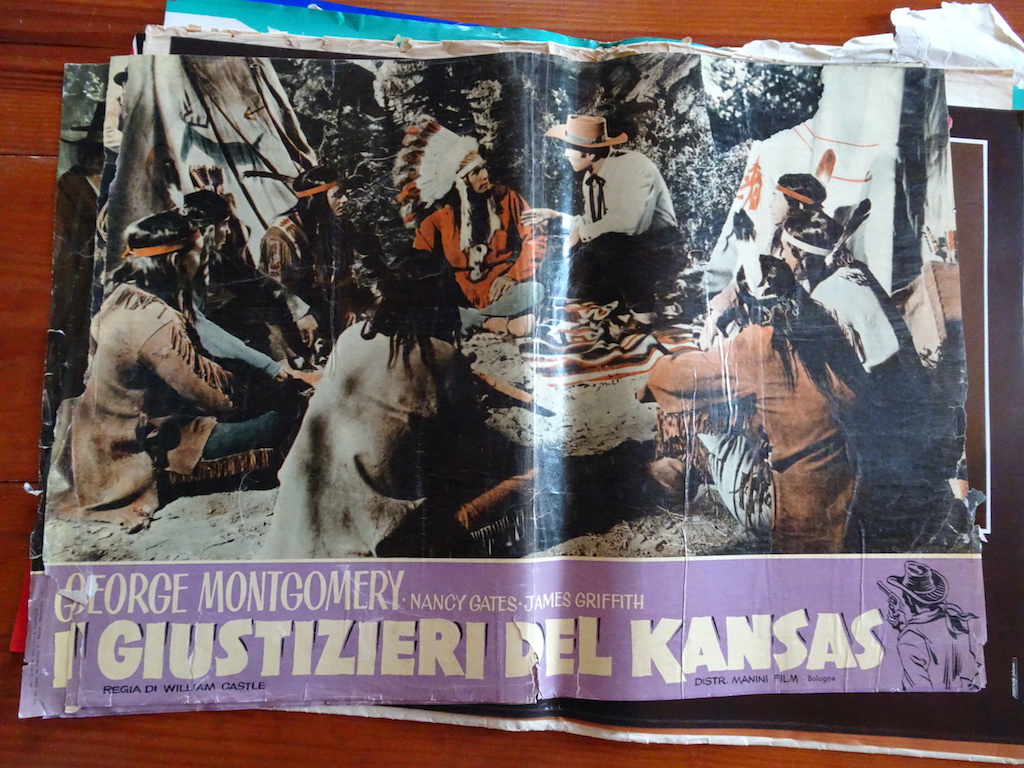 GEORGE MONTGOMERY · NANCY GATES · JAMES GRIFFITH
I GIUSTIZIERI DEL KANSAS
REGIA DI WILLIAM CASTLE
DISTR. MANINI FILM Bologna